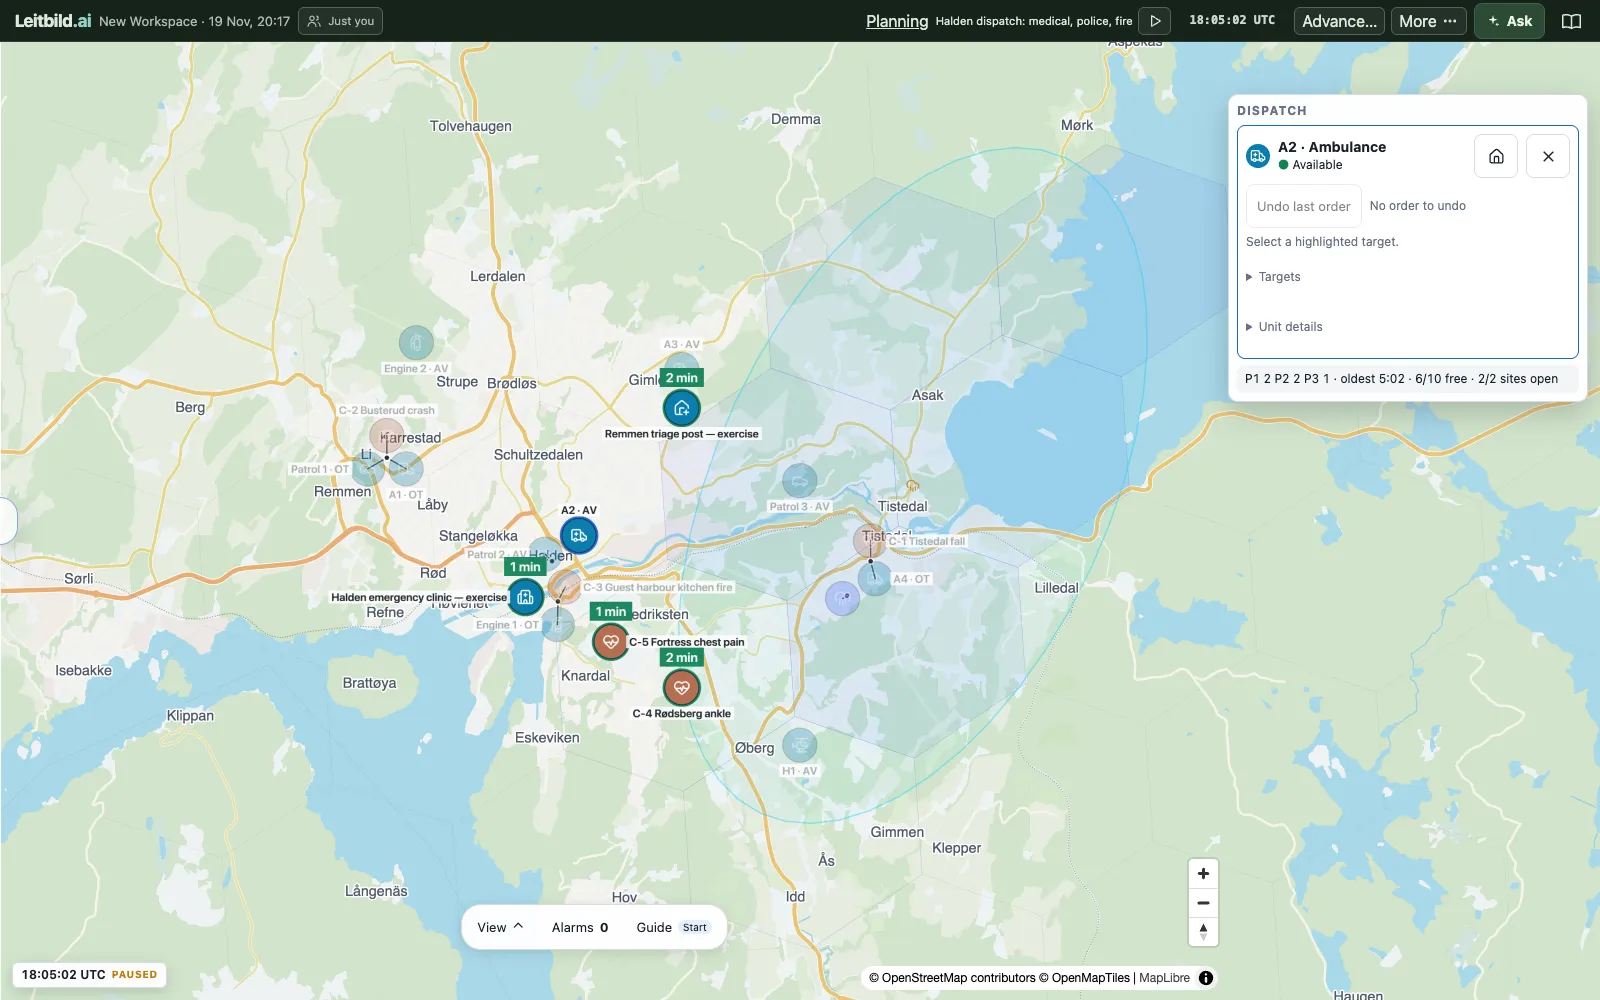 Leitbild.ai New Workspace · 19 Nov, 20:17 Just you Planning Halden dispatch: medical, police, fire 18:05:02 UTC Advance... More ··· Ask
Aspekås
Demma
Mørk
Tolvehaugen
DISPATCH
A2 · Ambulance
Available
Undo last order No order to undo
Select a highlighted target.
Targets
Unit details
P1 2 P2 2 P3 1 · oldest 5:02 · 6/10 free · 2/2 sites open
Lerdalen
A3 · AV
Engine 2 · AV
2 min
Strupe
Brødløs
Asak
Berg
C-2 Busterud crash
Remmen triage post — exercise
Karrestad
Li
Schultzedalen
Patrol 1 · OT
A1 · OT
Remmen
Låby
Patrol 3 · AV
Tistedal
A2 · AV
Stangeløkka
C-1 Tistedal fall
Patrol 2 · AV
Halden
1 min
Sørli
Rød
A4 · OT
C-3 Guest harbour kitchen fire
Lilledal
Halden emergency clinic — exercise
Refne
1 min
Engine 1 · OT
C-5 Fortress chest pain
2 min
Isebakke
Knardal
Brattøya
C-4 Rødsberg ankle
Klippan
Eskeviken
Øberg
H1 · AV
Gimmen
Klepper
Ås
Långenäs
Hov
Idd
View Alarms 0 Guide Start
18:05:02 UTC PAUSED
© OpenStreetMap contributors © OpenMapTiles | MapLibre
Haugen